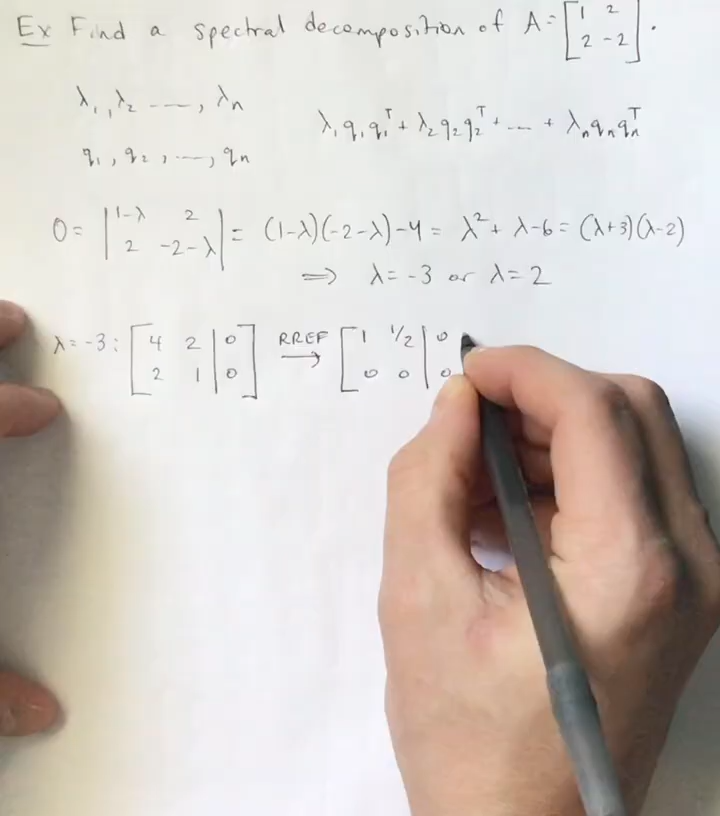 Ex Find a spectral decomposition of A = [1 2; 2 -2].
λ₁, λ₂ ----, λn
λ₁q₁q₁ᵀ + λ₂q₂q₂ᵀ + ---- + λnqnqnᵀ
q₁, q₂, ----, qn
0 = |1-λ 2; 2 -2-λ| = (1-λ)(-2-λ)-4 = λ² + λ-6 = (λ+3)(λ-2)
⟹ λ = -3 or λ = 2
λ = -3: [4 2 | 0; 2 1 | 0] RREF→ [1 1/2 | 0; 0 0 | 0